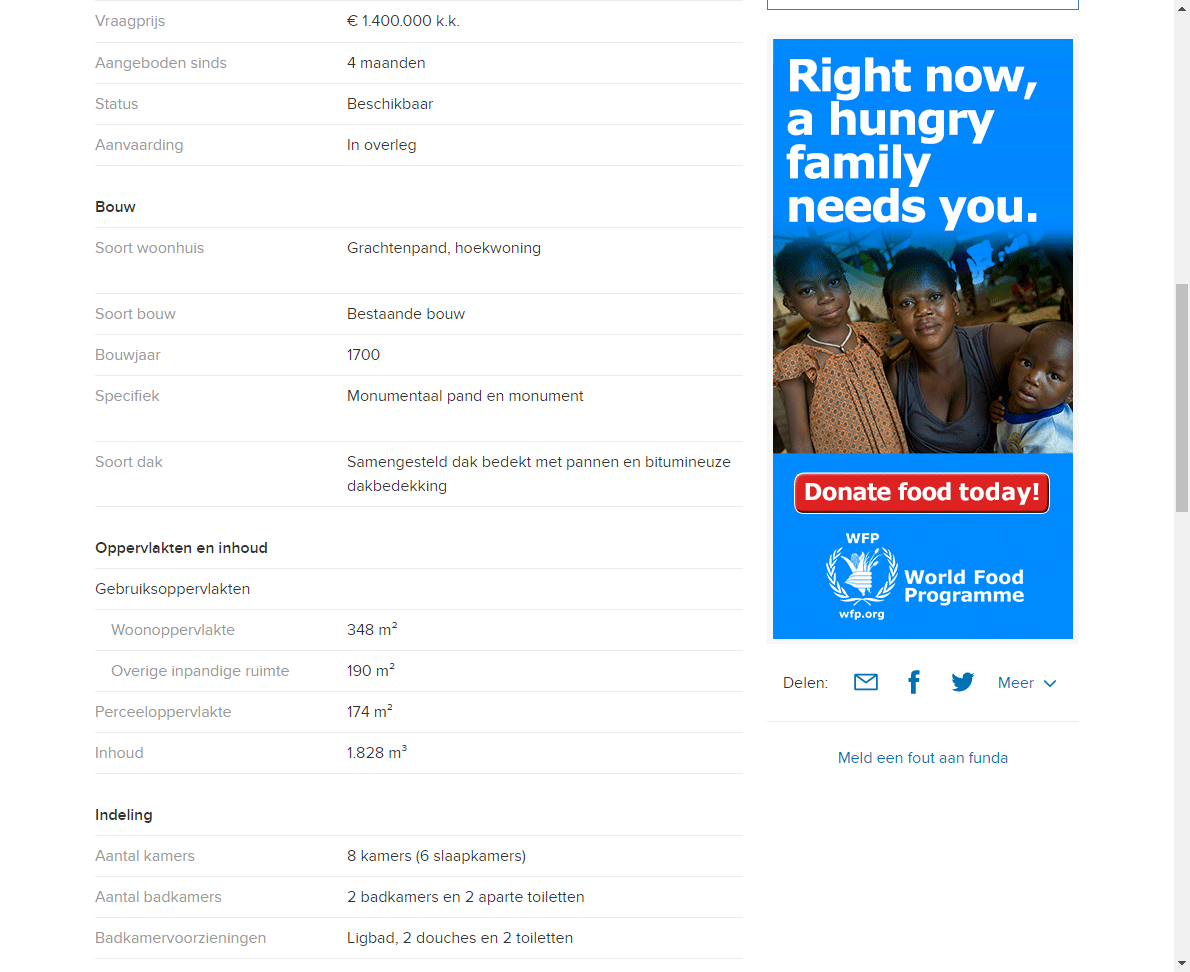 Vraagprijs € 1.400.000 k.k.
Aangeboden sinds 4 maanden
Status Beschikbaar
Aanvaarding In overleg
Bouw
Soort woonhuis Grachtenpand, hoekwoning
Soort bouw Bestaande bouw
Bouwjaar 1700
Specifiek Monumentaal pand en monument
Soort dak Samengesteld dak bedekt met pannen en bitumineuze
dakbedekking
Oppervlakten en inhoud
Gebruiksoppervlakten
Woonoppervlakte 348 m²
Overige inpandige ruimte 190 m²
Perceeloppervlakte 174 m²
Inhoud 1.828 m³
Indeling
Aantal kamers 8 kamers (6 slaapkamers)
Aantal badkamers 2 badkamers en 2 aparte toiletten
Badkamervoorzieningen Ligbad, 2 douches en 2 toiletten
Right now,
a hungry
family
needs you.
Donate food today!
WFP
World Food
Programme
wfp.org
Delen: Meer
Meld een fout aan funda